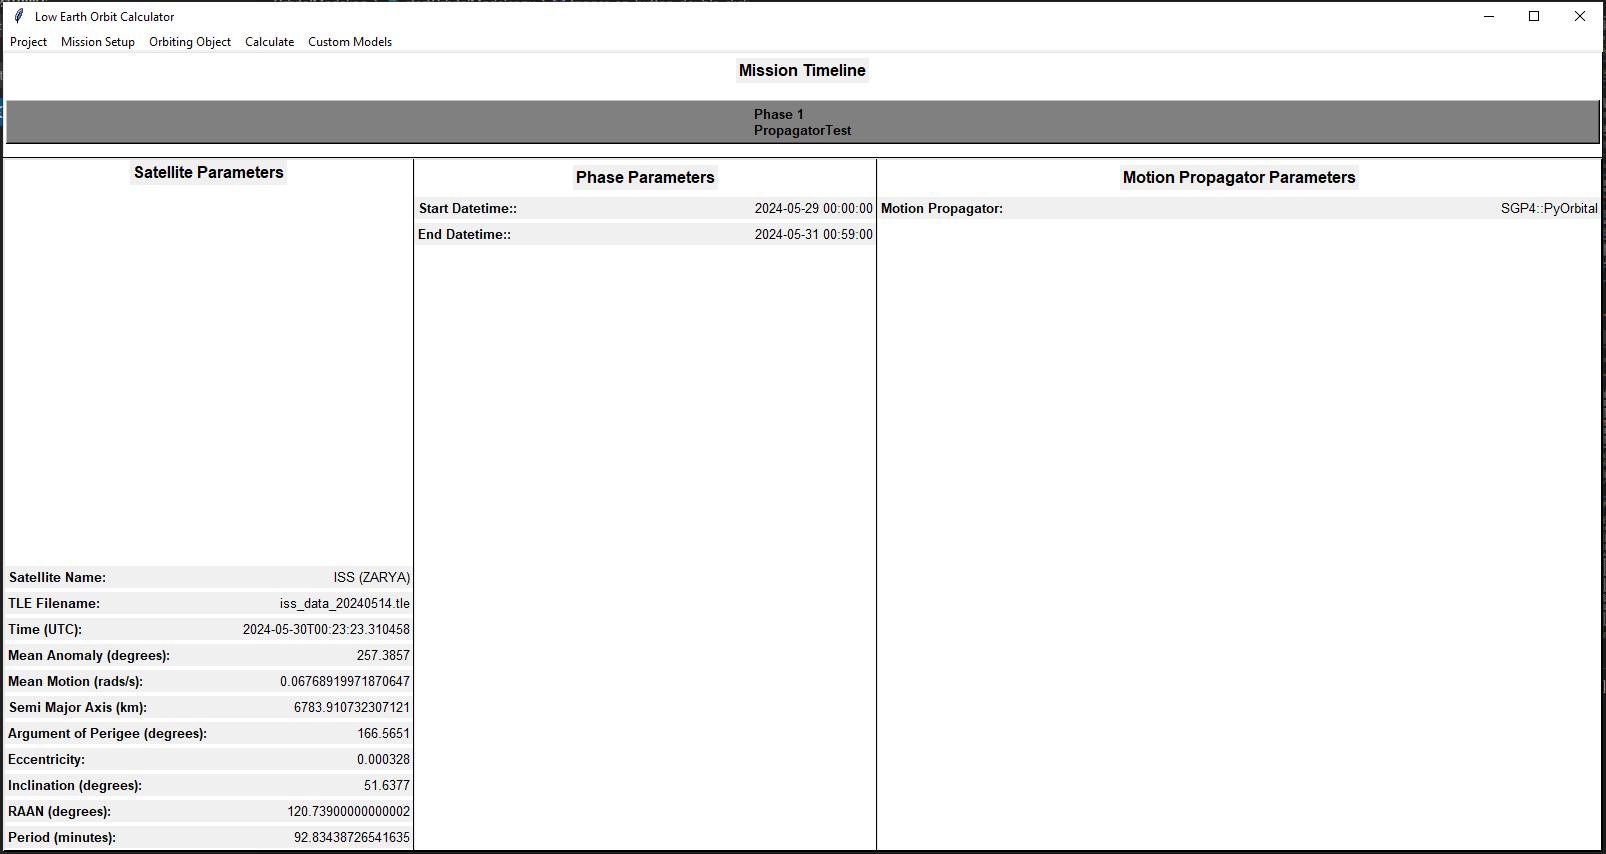 Low Earth Orbit Calculator
Project Mission Setup Orbiting Object Calculate Custom Models
Mission Timeline
Phase 1
PropagatorTest
Satellite Parameters
Satellite Name: ISS (ZARYA)
TLE Filename: iss_data_20240514.tle
Time (UTC): 2024-05-30T00:23:23.310458
Mean Anomaly (degrees): 257.3857
Mean Motion (rads/s): 0.06768919971870647
Semi Major Axis (km): 6783.910732307121
Argument of Perigee (degrees): 166.5651
Eccentricity: 0.000328
Inclination (degrees): 51.6377
RAAN (degrees): 120.73900000000002
Period (minutes): 92.83438726541635
Phase Parameters
Start Datetime:: 2024-05-29 00:00:00
End Datetime:: 2024-05-31 00:59:00
Motion Propagator Parameters
Motion Propagator: SGP4::PyOrbital